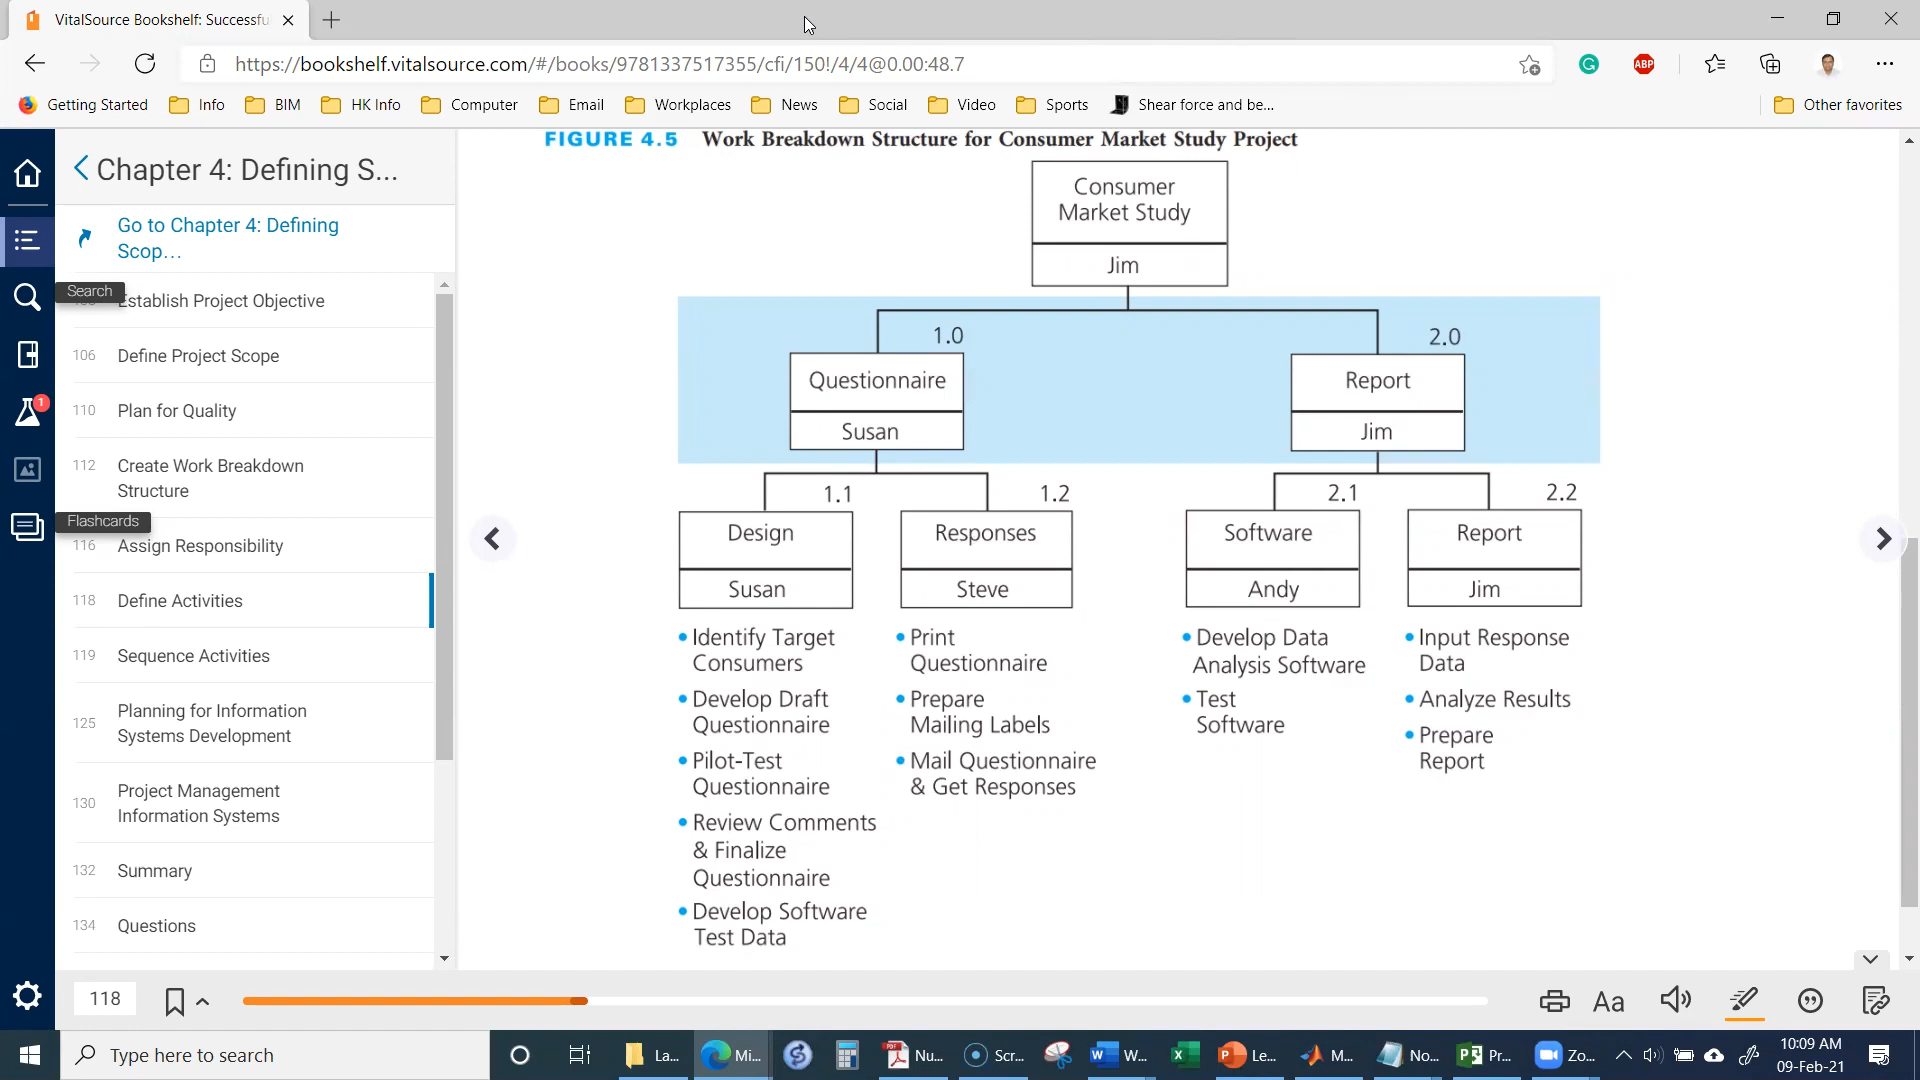 VitalSource Bookshelf: Successfu
https://bookshelf.vitalsource.com/#/books/9781337517355/cfi/150!/4/4@0.00:48.7
G
ABP
Getting Started
Info
BIM
HK Info
Computer
Email
Workplaces
News
Social
Video
Sports
Shear force and be...
Other favorites
Chapter 4: Defining S...
Go to Chapter 4: Defining
Scop...
Search
Establish Project Objective
106 Define Project Scope
1
110 Plan for Quality
112 Create Work Breakdown
Structure
Flashcards
116 Assign Responsibility
118 Define Activities
119 Sequence Activities
125 Planning for Information
Systems Development
130 Project Management
Information Systems
132 Summary
134 Questions
FIGURE 4.5 Work Breakdown Structure for Consumer Market Study Project
Consumer
Market Study
Jim
1.0
Questionnaire
Susan
2.0
Report
Jim
1.1
Design
Susan
• Identify Target
Consumers
• Develop Draft
Questionnaire
• Pilot-Test
Questionnaire
• Review Comments
& Finalize
Questionnaire
• Develop Software
Test Data
1.2
Responses
Steve
• Print
Questionnaire
• Prepare
Mailing Labels
• Mail Questionnaire
& Get Responses
2.1
Software
Andy
• Develop Data
Analysis Software
• Test
Software
2.2
Report
Jim
• Input Response
Data
• Analyze Results
• Prepare
Report
118
Aa
Type here to search
La...
Mi...
Nu...
Scr...
W...
Le...
M...
No...
Pr...
Zo...
10:09 AM
09-Feb-21